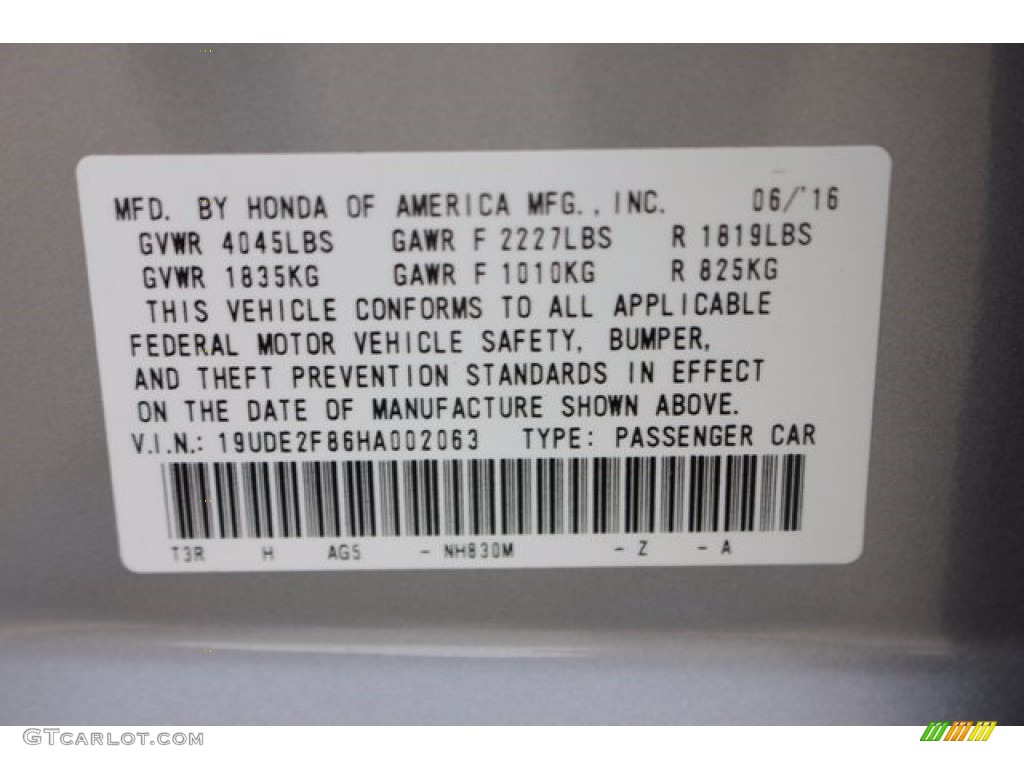 MFD. BY HONDA OF AMERICA MFG., INC. 06/'16
GVWR 4045LBS GAWR F 2227LBS R 1819LBS
GVWR 1835KG GAWR F 1010KG R 825KG
THIS VEHICLE CONFORMS TO ALL APPLICABLE
FEDERAL MOTOR VEHICLE SAFETY, BUMPER,
AND THEFT PREVENTION STANDARDS IN EFFECT
ON THE DATE OF MANUFACTURE SHOWN ABOVE.
V.I.N.: 19UDE2F86HA002063 TYPE: PASSENGER CAR
T3R H AG5 - NH830M - Z - A
GTCARLOT.COM